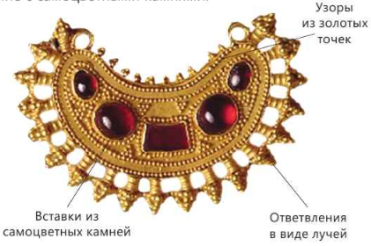 Узоры
из золотых
точек
Вставки из
самоцветных камней
Ответвления
в виде лучей